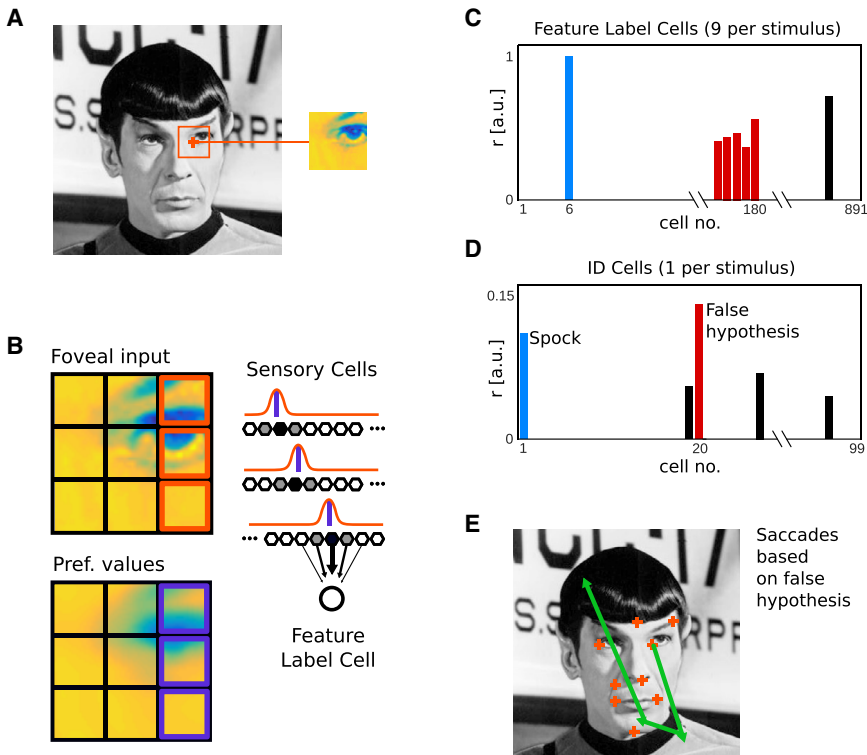 A
B
Foveal input
Pref. values
Sensory Cells
Feature
Label Cell
C
Feature Label Cells (9 per stimulus)
r [a.u.]
1
0
1
6
180
891
cell no.
D
ID Cells (1 per stimulus)
r [a.u.]
0.15
0
Spock
False
hypothesis
1
20
99
cell no.
E
Saccades
based
on false
hypothesis